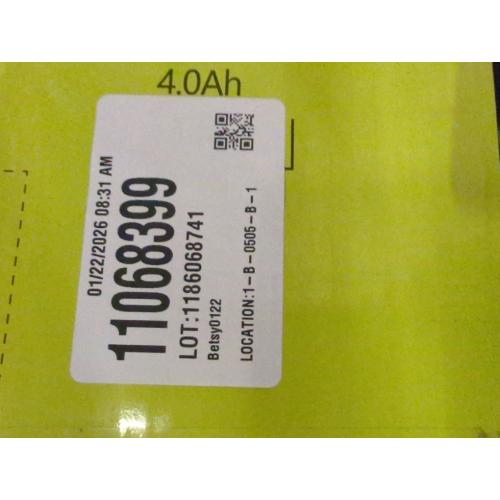 4.0Ah
01/22/2026 08:31 AM
11068399
LOT:1186068741
Betsy0122
LOCATION:1-B-0505-B-1